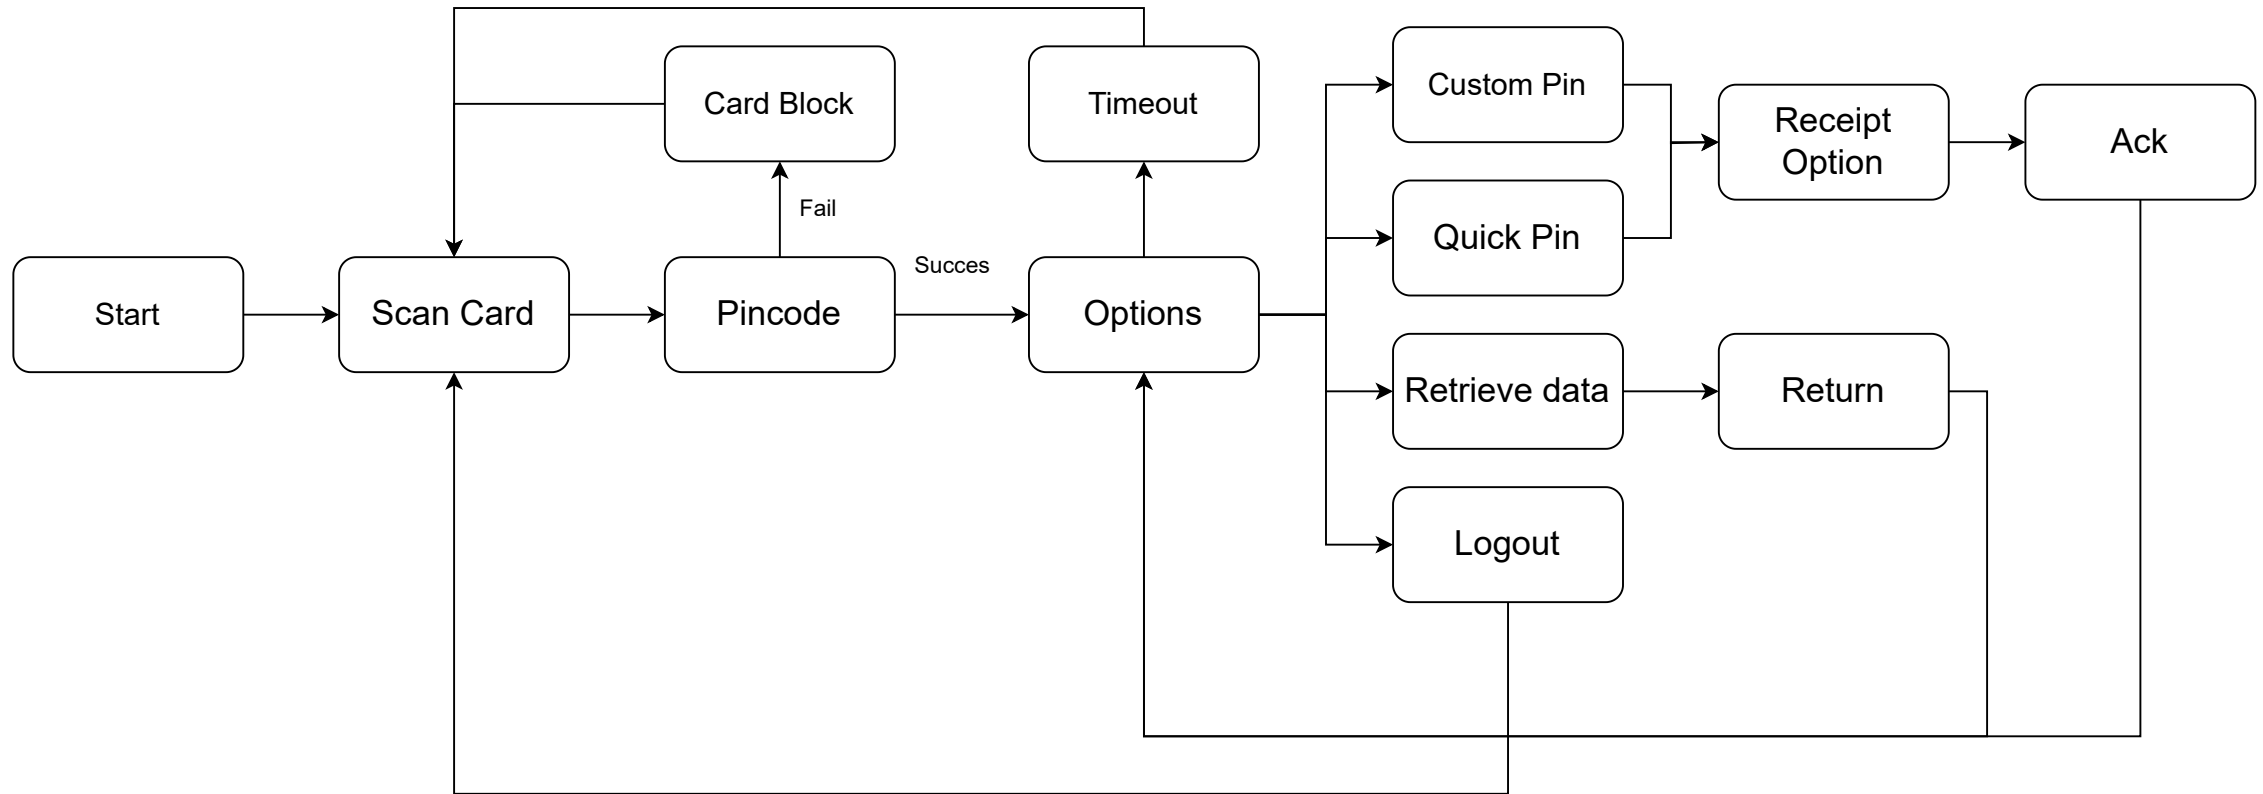 Start
Scan Card
Card Block
Fail
Pincode
Succes
Timeout
Options
Custom Pin
Quick Pin
Retrieve data
Logout
Receipt
Option
Return
Ack